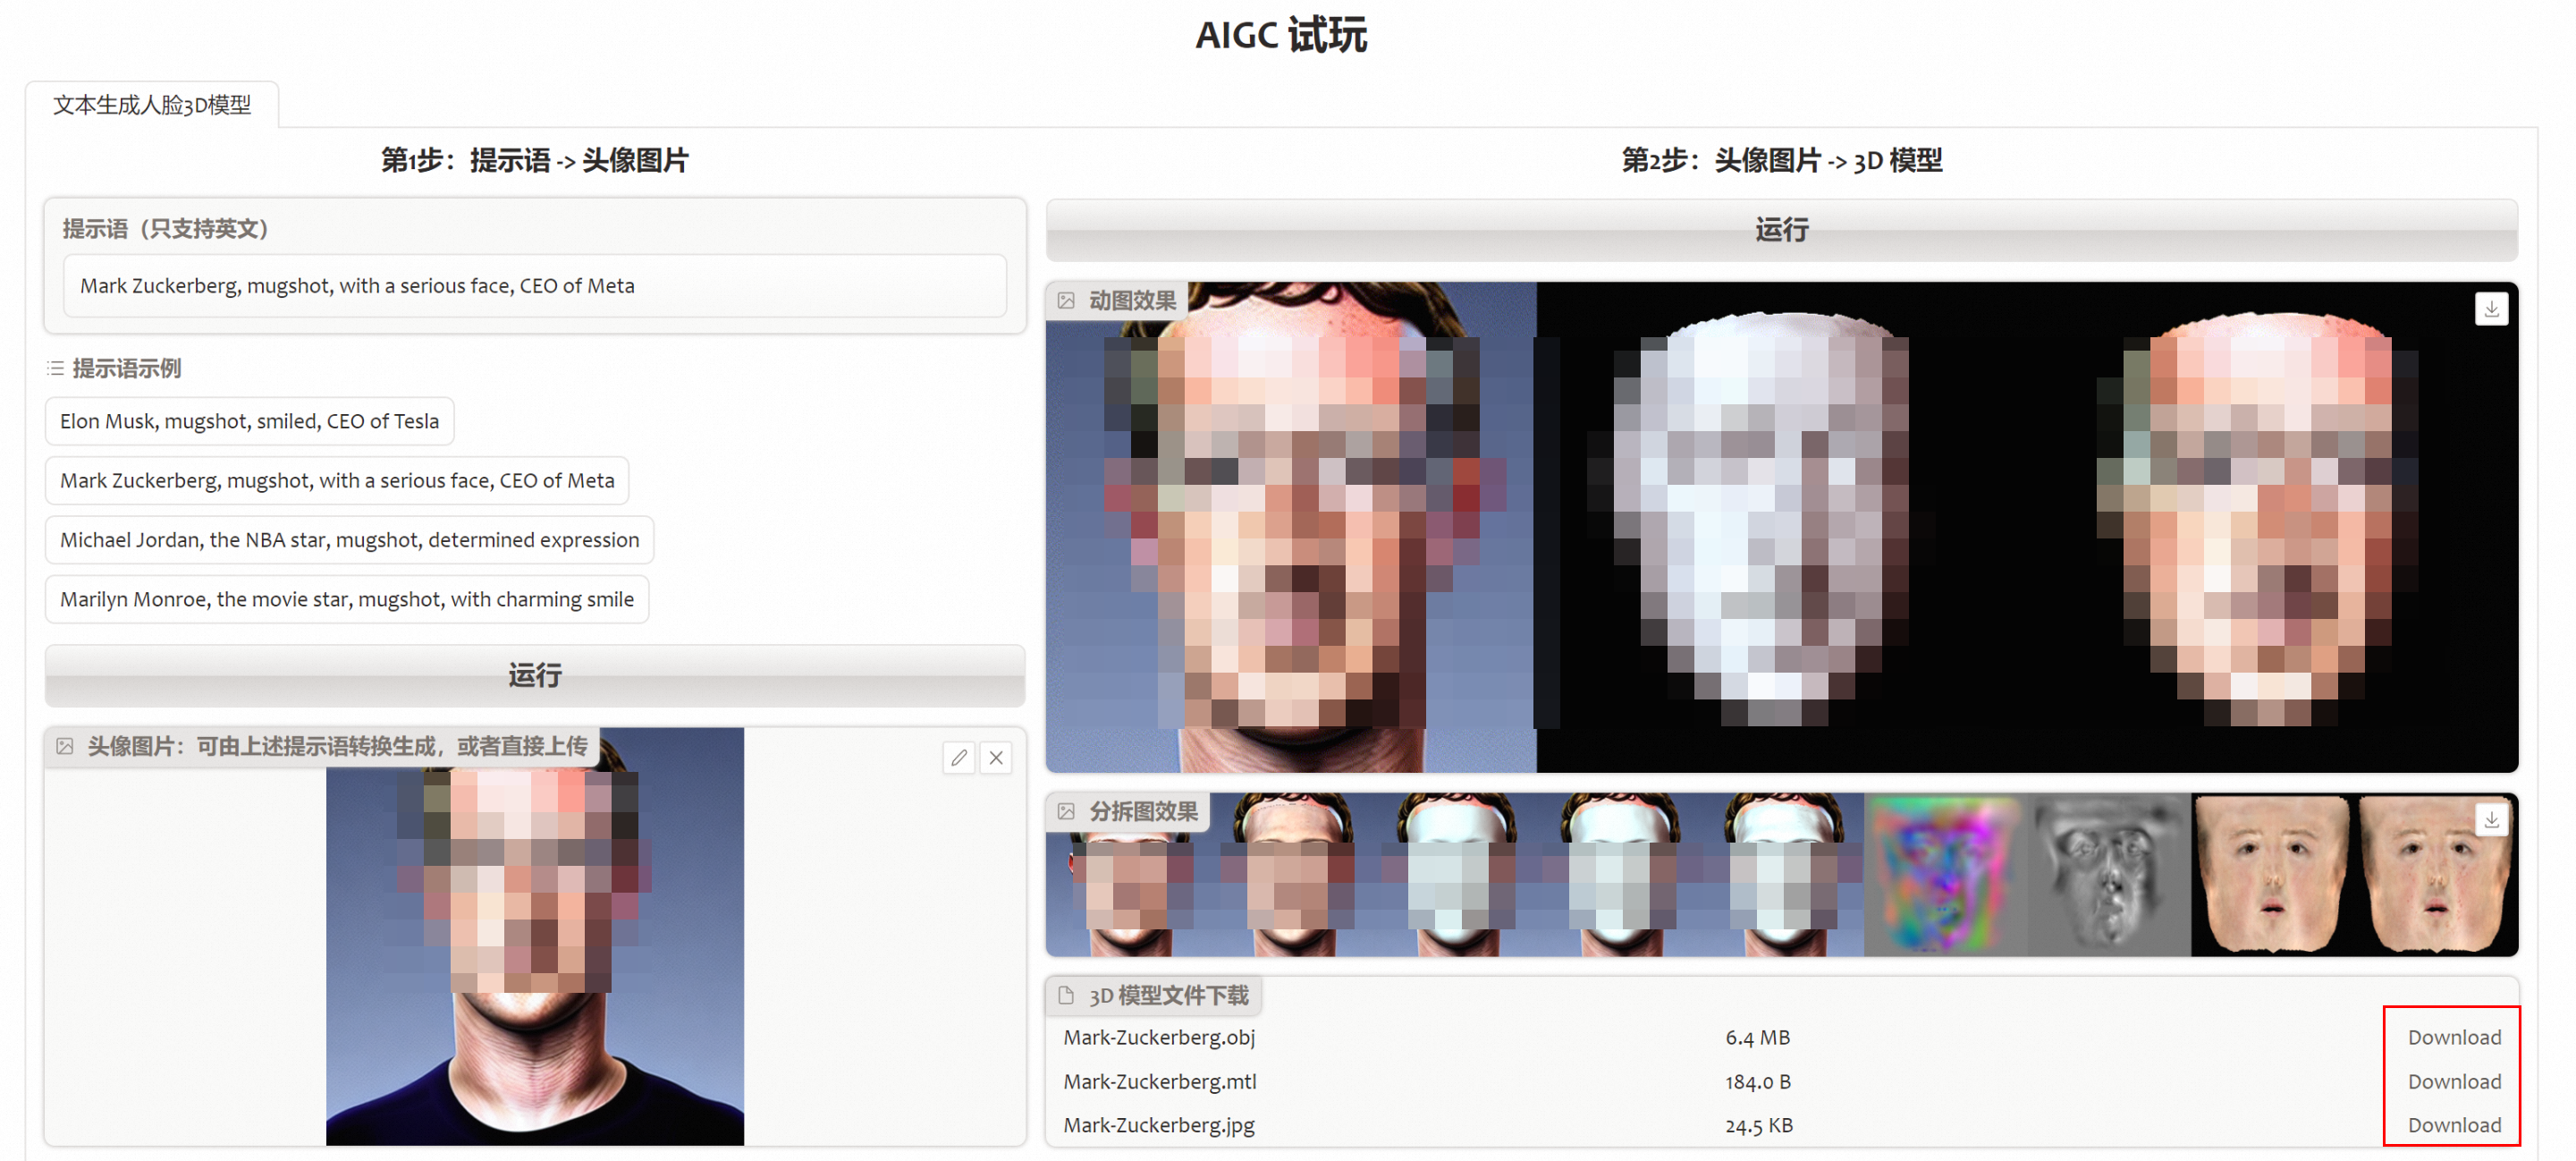 AIGC 试玩
文本生成人脸3D模型
第1步：提示语 -> 头像图片
提示语（只支持英文）
Mark Zuckerberg, mugshot, with a serious face, CEO of Meta
提示语示例
Elon Musk, mugshot, smiled, CEO of Tesla
Mark Zuckerberg, mugshot, with a serious face, CEO of Meta
Michael Jordan, the NBA star, mugshot, determined expression
Marilyn Monroe, the movie star, mugshot, with charming smile
运行
头像图片：可由上述提示语转换生成，或者直接上传
第2步：头像图片 -> 3D 模型
运行
动图效果
分拆图效果
3D 模型文件下载
Mark-Zuckerberg.obj 6.4 MB Download
Mark-Zuckerberg.mtl 184.0 B Download
Mark-Zuckerberg.jpg 24.5 KB Download